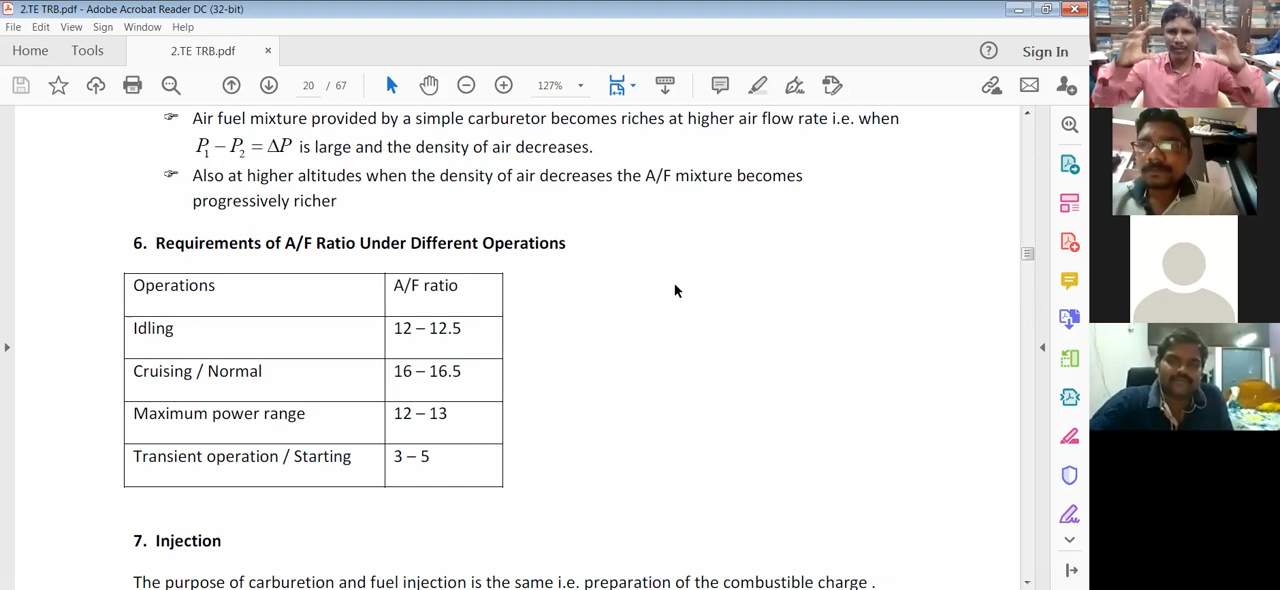 2.TE TRB.pdf - Adobe Acrobat Reader DC (32-bit)
File Edit View Sign Window Help
Home Tools 2.TE TRB.pdf × Sign In
20 / 67 127%
Air fuel mixture provided by a simple carburetor becomes riches at higher air flow rate i.e. when
P₁ − P₂ = ΔP is large and the density of air decreases.
Also at higher altitudes when the density of air decreases the A/F mixture becomes
progressively richer
6. Requirements of A/F Ratio Under Different Operations
Operations A/F ratio
Idling 12 – 12.5
Cruising / Normal 16 – 16.5
Maximum power range 12 – 13
Transient operation / Starting 3 – 5
7. Injection
The purpose of carburetion and fuel injection is the same i.e. preparation of the combustible charge .